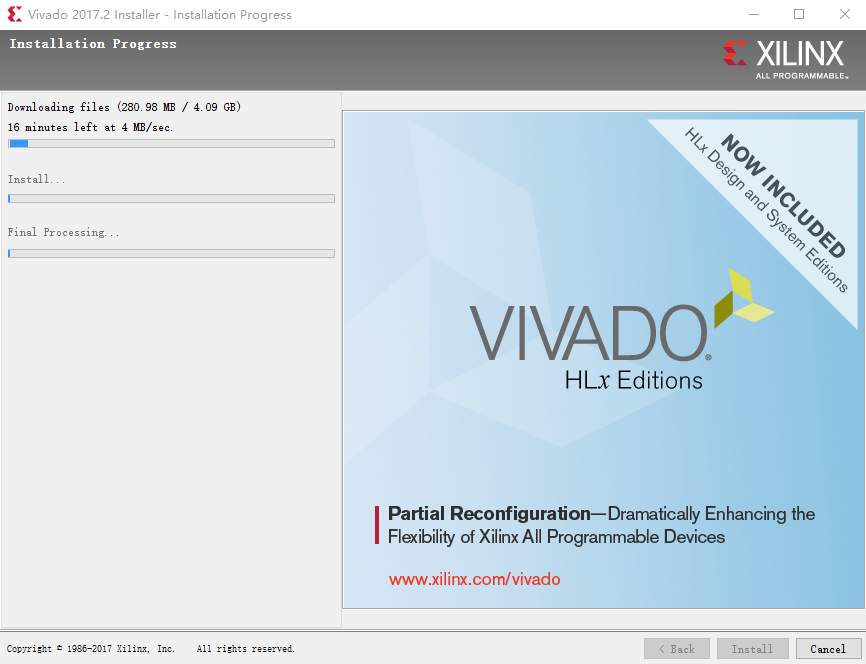 Vivado 2017.2 Installer - Installation Progress
Installation Progress
XILINX
ALL PROGRAMMABLE™
Downloading files (280.98 MB / 4.09 GB)
16 minutes left at 4 MB/sec.
Install...
Final Processing...
NOW INCLUDED
HLx Design and System Editions
VIVADO®
HLx Editions
Partial Reconfiguration—Dramatically Enhancing the
Flexibility of Xilinx All Programmable Devices
www.xilinx.com/vivado
Copyright © 1986-2017 Xilinx, Inc. All rights reserved.
< Back
Install
Cancel